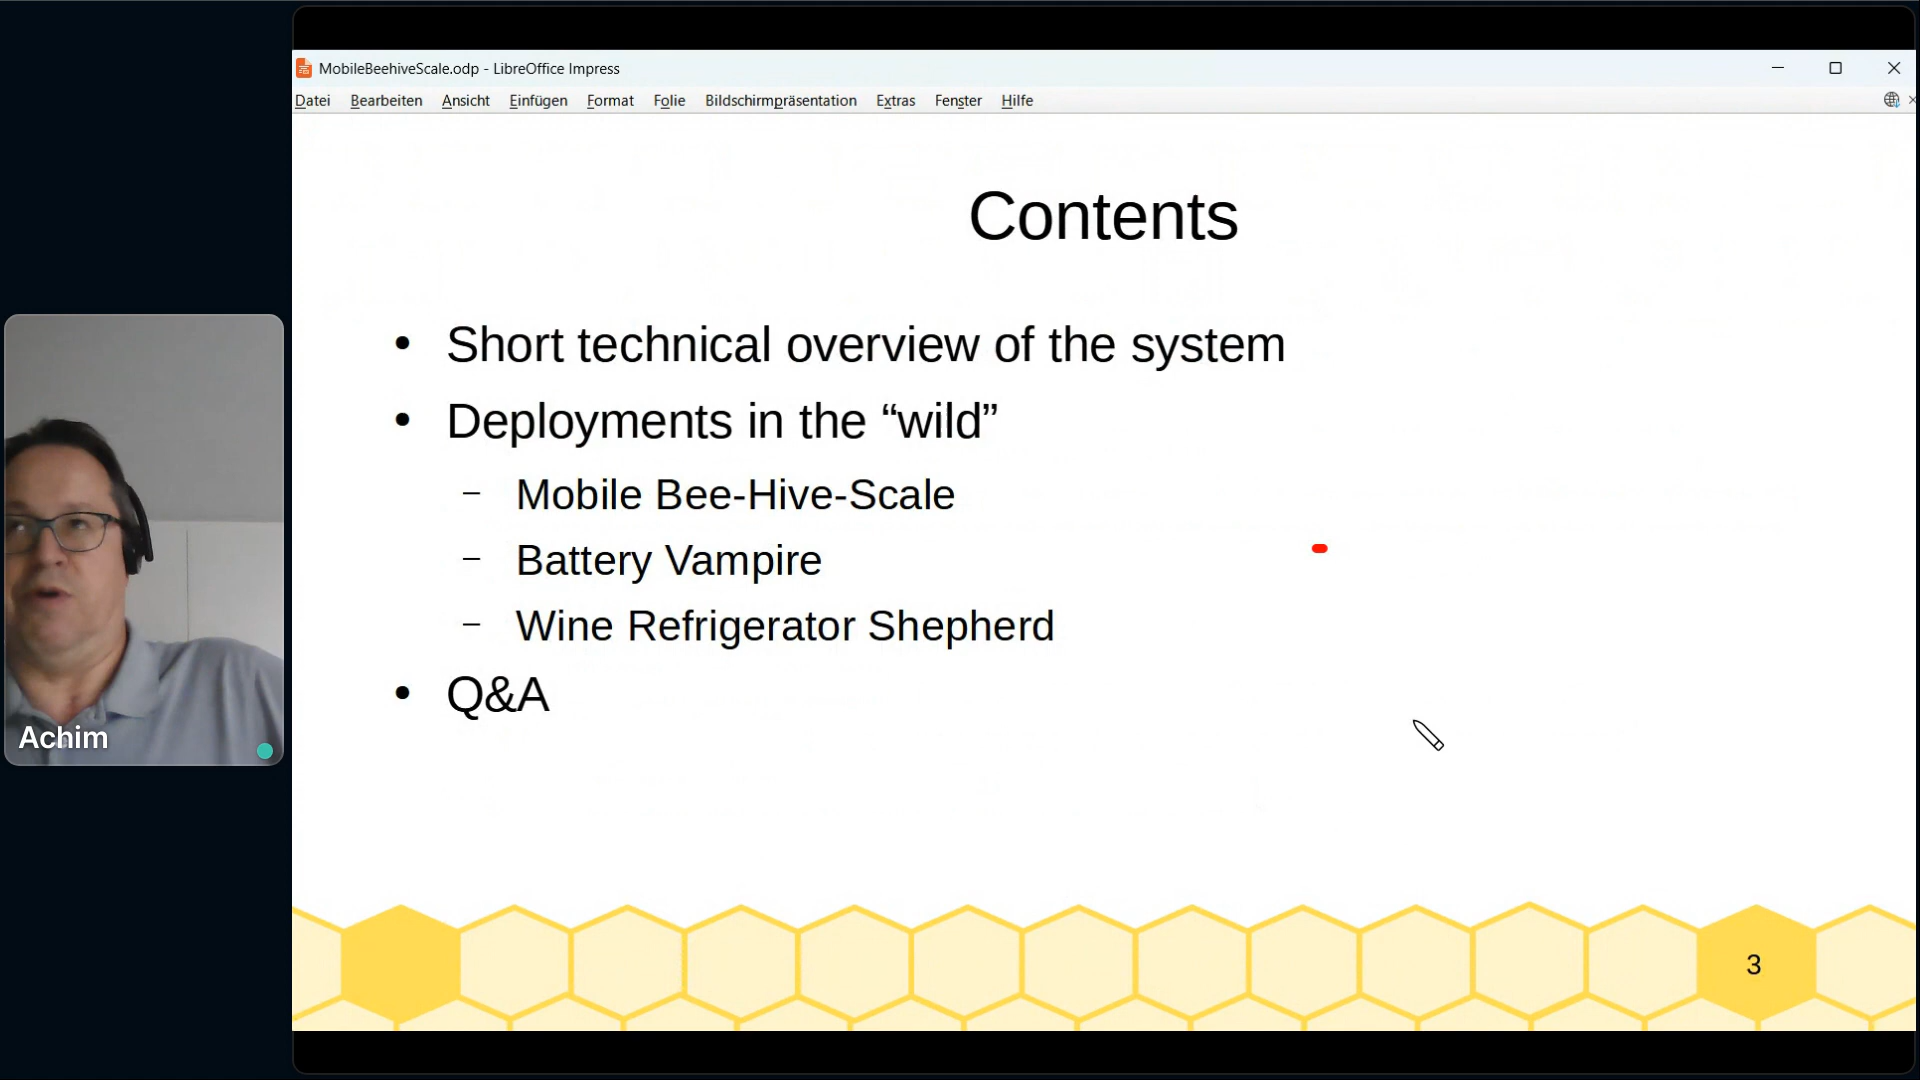 MobileBeehiveScale.odp - LibreOffice Impress
Datei Bearbeiten Ansicht Einfügen Format Folie Bildschirmpräsentation Extras Fenster Hilfe
Contents
• Short technical overview of the system
• Deployments in the “wild”
– Mobile Bee-Hive-Scale
– Battery Vampire
– Wine Refrigerator Shepherd
• Q&A
Achim
3